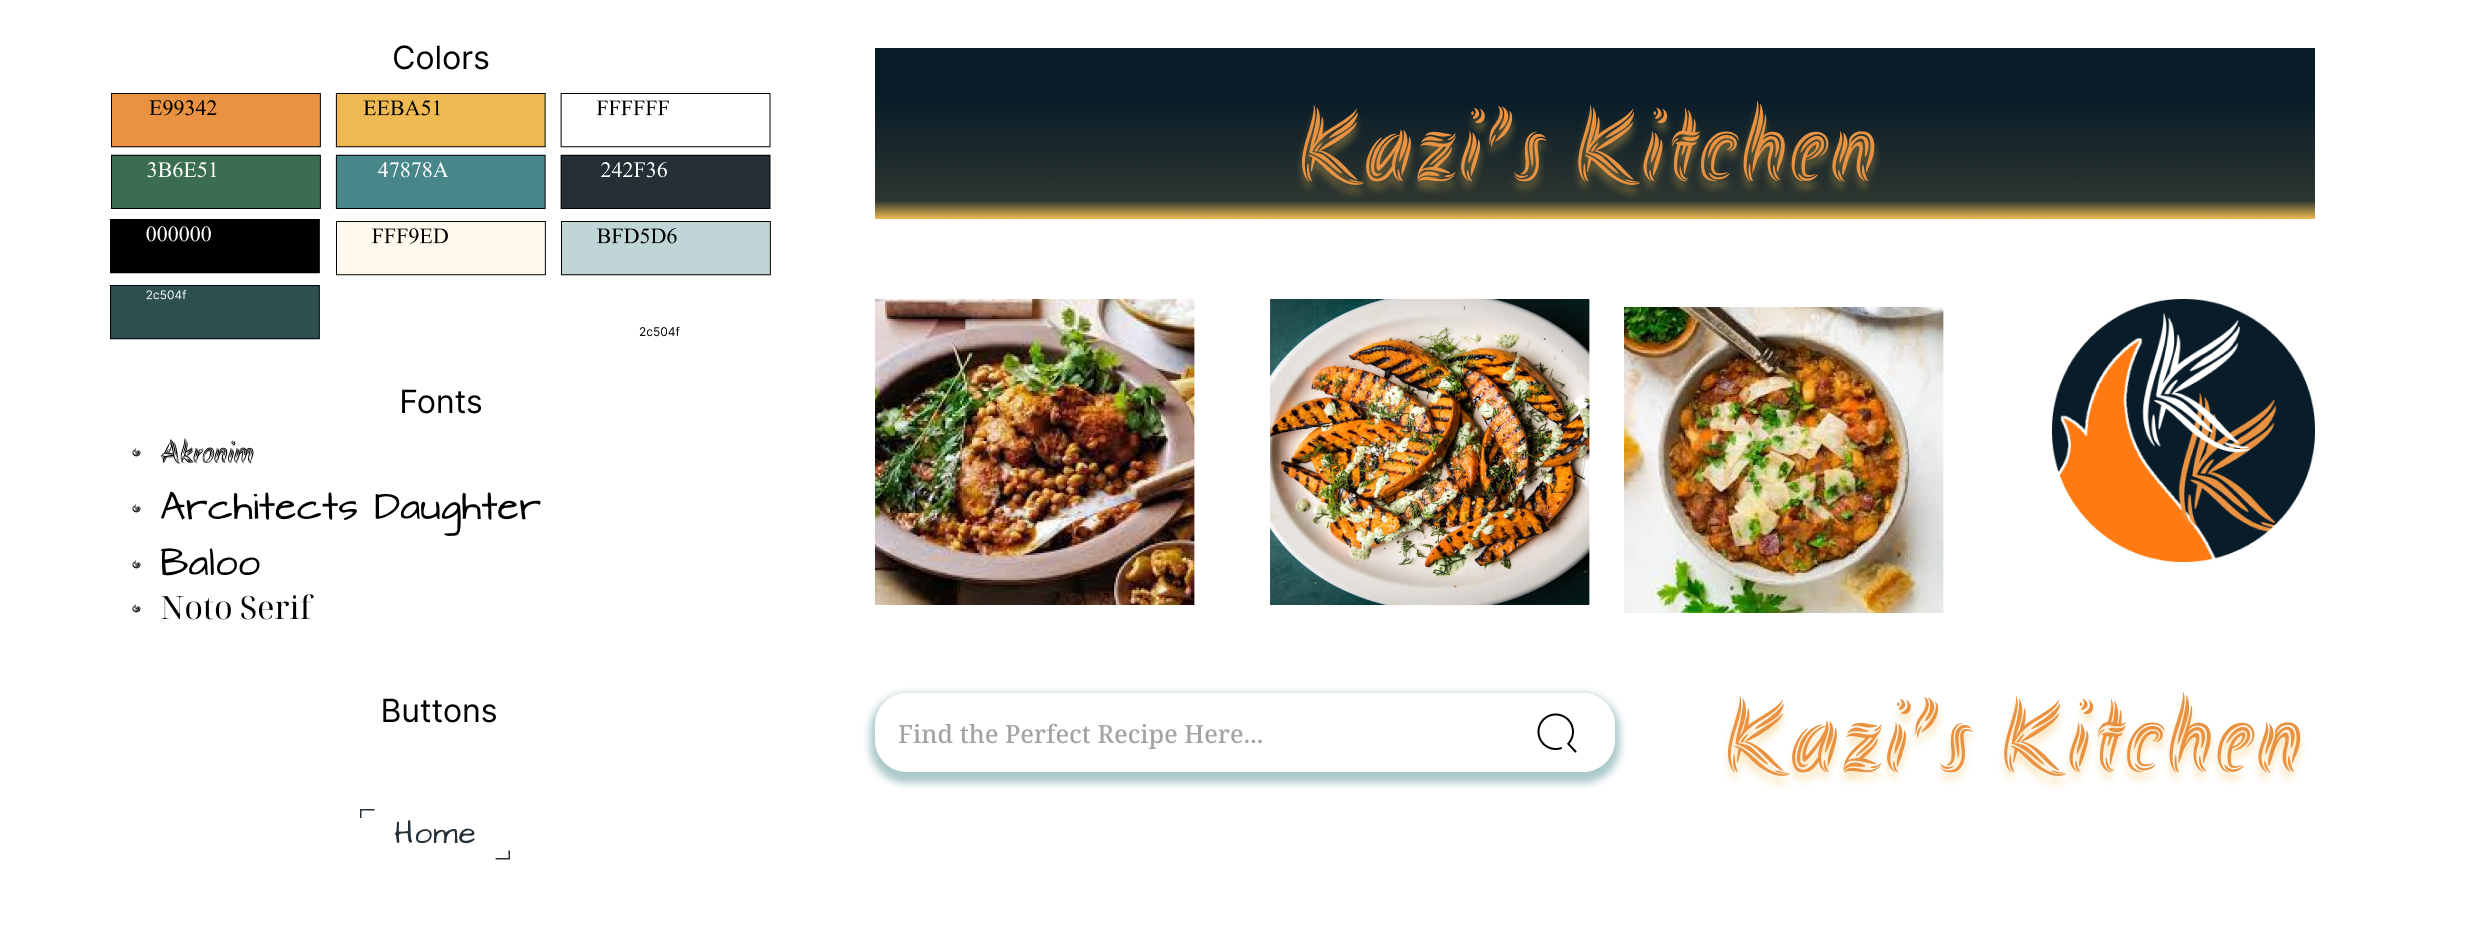 Colors
E99342
EEBA51
FFFFFF
3B6E51
47878A
242F36
000000
FFF9ED
BFD5D6
2c504f
2c504f
Fonts
Akronim
Architects Daughter
Baloo
Noto Serif
Buttons
Home
Kazi's Kitchen
KK
Find the Perfect Recipe Here...
Kazi's Kitchen